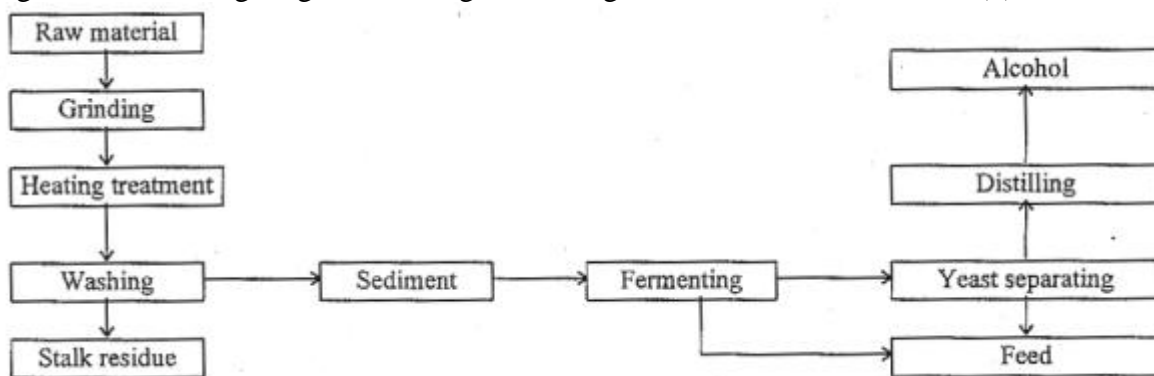 Raw material
Grinding
Heating treatment
Washing
Stalk residue
Sediment
Fermenting
Alcohol
Distilling
Yeast separating
Feed